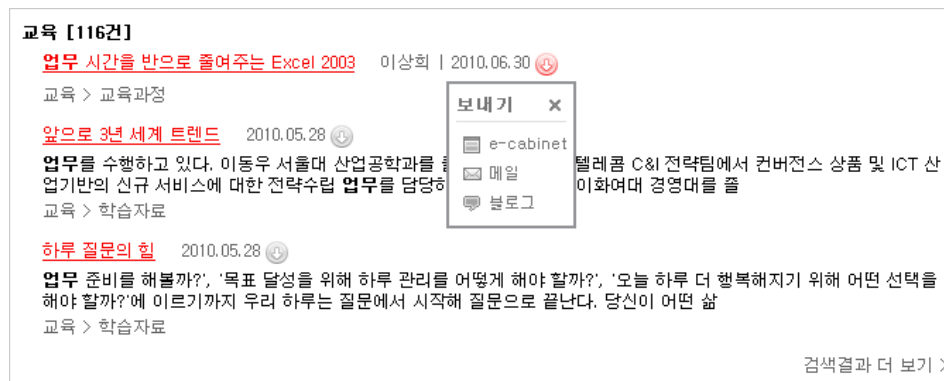 교육 [116건]
업무 시간을 반으로 줄여주는 Excel 2003 이상희 | 2010.06.30
교육 > 교육과정
보내기 ×
e-cabinet
메일
블로그
앞으로 3년 세계 트렌드 2010.05.28
업무를 수행하고 있다. 이동우 서울대 산업공학과를 텔레콤 C&I 전략팀에서 컨버전스 상품 및 ICT 산
업기반의 신규 서비스에 대한 전략수립 업무를 담당 이화여대 경영대를 졸
교육 > 학습자료
하루 질문의 힘 2010.05.28
업무 준비를 해볼까?', '목표 달성을 위해 하루 관리를 어떻게 해야 할까?', '오늘 하루 더 행복해지기 위해 어떤 선택을
해야 할까?'에 이르기까지 우리 하루는 질문에서 시작해 질문으로 끝난다. 당신이 어떤 삶
교육 > 학습자료
검색결과 더 보기 >